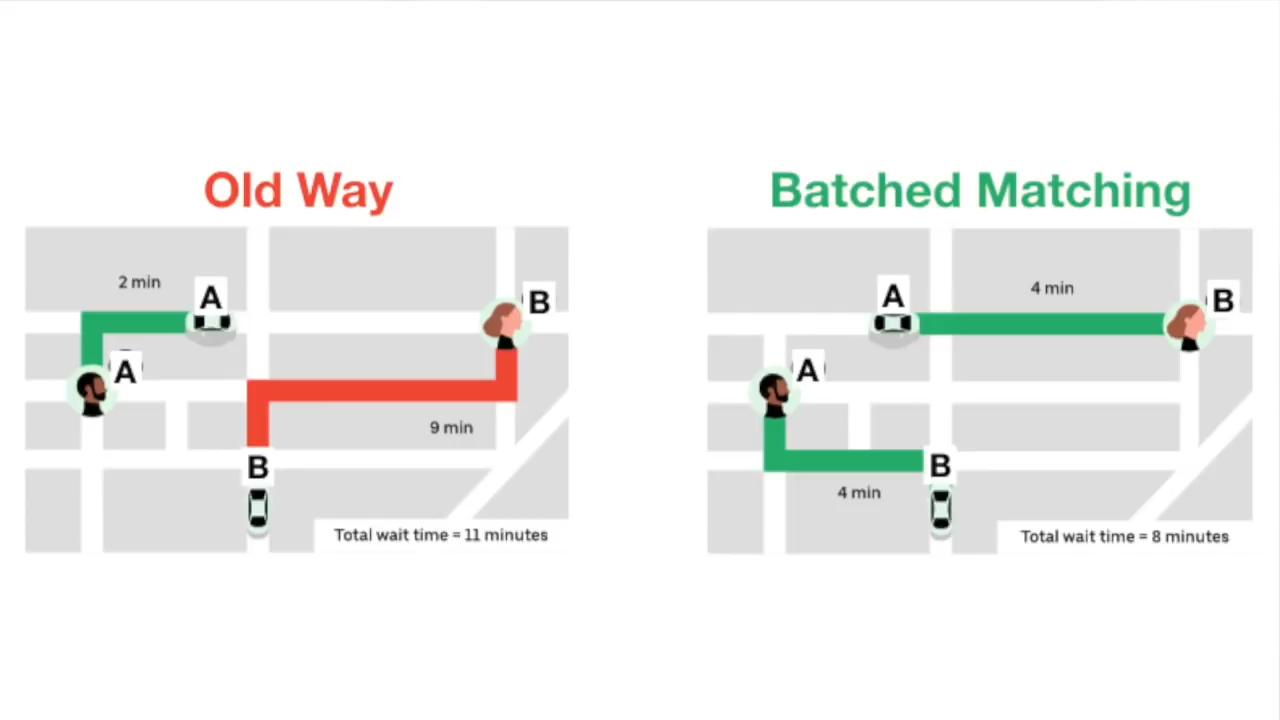 Old Way
2 min
A
B
A
9 min
B
Total wait time = 11 minutes
Batched Matching
A
4 min
B
A
B
4 min
Total wait time = 8 minutes